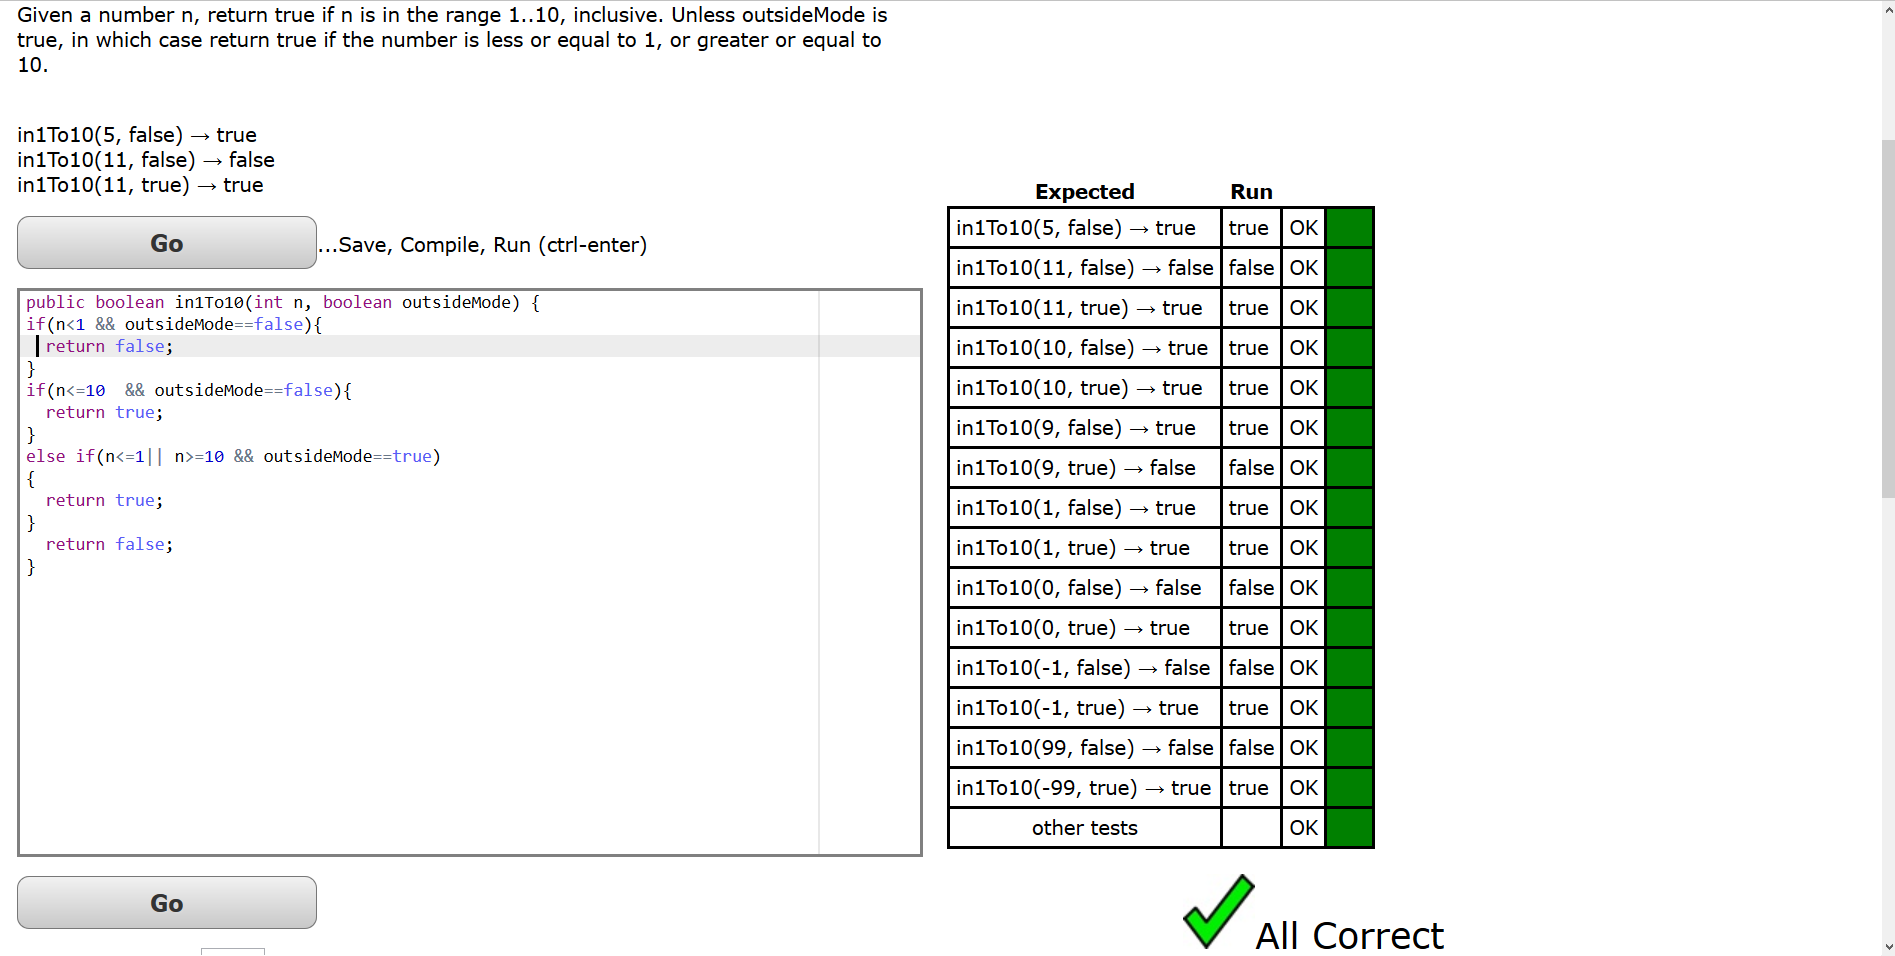 Given a number n, return true if n is in the range 1..10, inclusive. Unless outsideMode is
true, in which case return true if the number is less or equal to 1, or greater or equal to
10.
in1To10(5, false) → true
in1To10(11, false) → false
in1To10(11, true) → true
Go
...Save, Compile, Run (ctrl-enter)
public boolean in1To10(int n, boolean outsideMode) {
if(n<1 && outsideMode==false){
  return false;
}
if(n<=10  && outsideMode==false){
  return true;
}
else if(n<=1|| n>=10 && outsideMode==true)
{
  return true;
}
  return false;
}
Go
Expected Run
in1To10(5, false) → true true OK
in1To10(11, false) → false false OK
in1To10(11, true) → true true OK
in1To10(10, false) → true true OK
in1To10(10, true) → true true OK
in1To10(9, false) → true true OK
in1To10(9, true) → false false OK
in1To10(1, false) → true true OK
in1To10(1, true) → true true OK
in1To10(0, false) → false false OK
in1To10(0, true) → true true OK
in1To10(-1, false) → false false OK
in1To10(-1, true) → true true OK
in1To10(99, false) → false false OK
in1To10(-99, true) → true true OK
other tests OK
All Correct